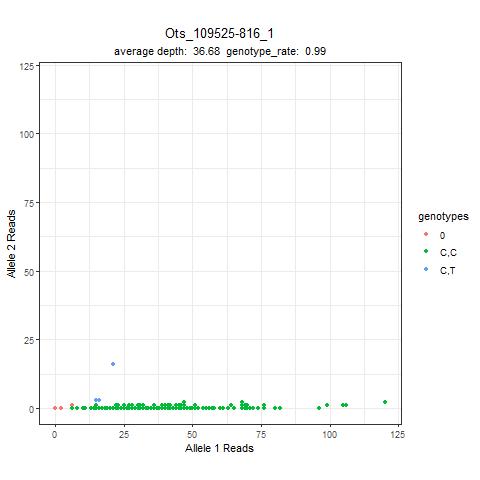 Ots_109525-816_1
average depth: 36.68 genotype_rate: 0.99
125
100
75
50
25
0
Allele 2 Reads
0 25 50 75 100 125
Allele 1 Reads
genotypes
0
C,C
C,T